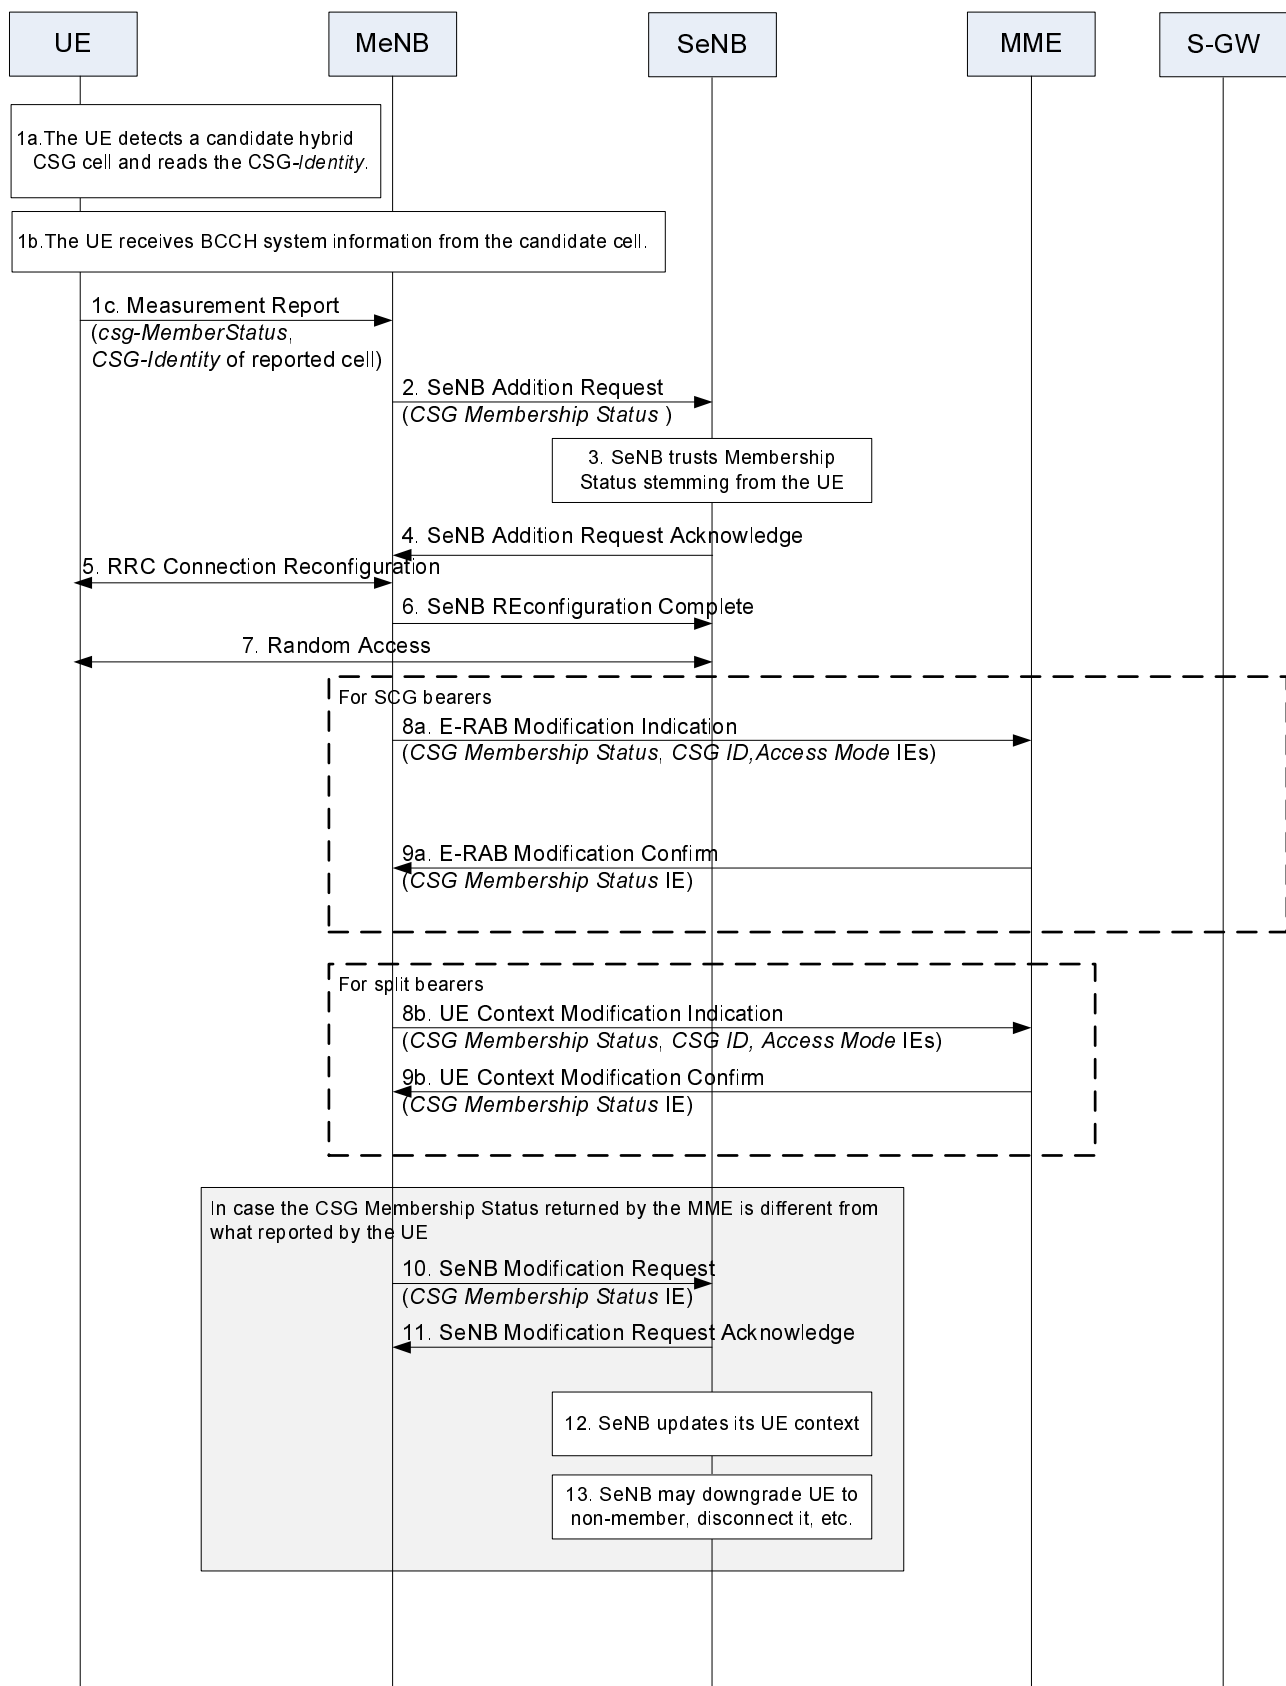 UE
MeNB
SeNB
MME
S-GW
1a.The UE detects a candidate hybrid
CSG cell and reads the CSG-Identity.
1b.The UE receives BCCH system information from the candidate cell.
1c. Measurement Report
(csg-MemberStatus,
CSG-Identity of reported cell)
2. SeNB Addition Request
(CSG Membership Status )
3. SeNB trusts Membership
Status stemming from the UE
4. SeNB Addition Request Acknowledge
5. RRC Connection Reconfiguration
6. SeNB REconfiguration Complete
7. Random Access
For SCG bearers
8a. E-RAB Modification Indication
(CSG Membership Status, CSG ID,Access Mode IEs)
9a. E-RAB Modification Confirm
(CSG Membership Status IE)
For split bearers
8b. UE Context Modification Indication
(CSG Membership Status, CSG ID, Access Mode IEs)
9b. UE Context Modification Confirm
(CSG Membership Status IE)
In case the CSG Membership Status returned by the MME is different from
what reported by the UE
10. SeNB Modification Request
(CSG Membership Status IE)
11. SeNB Modification Request Acknowledge
12. SeNB updates its UE context
13. SeNB may downgrade UE to
non-member, disconnect it, etc.